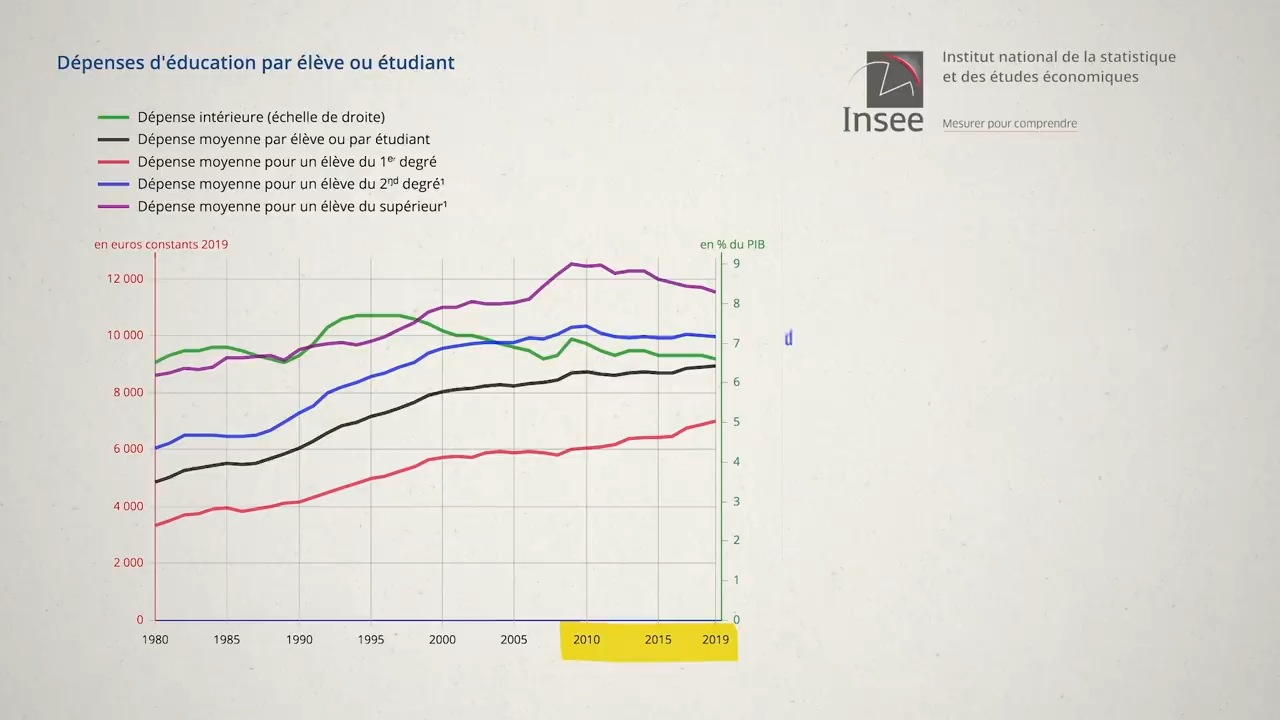 Dépenses d'éducation par élève ou étudiant
Institut national de la statistique
et des études économiques
Insee
Mesurer pour comprendre
Dépense intérieure (échelle de droite)
Dépense moyenne par élève ou par étudiant
Dépense moyenne pour un élève du 1ᵉʳ degré
Dépense moyenne pour un élève du 2ⁿᵈ degré¹
Dépense moyenne pour un élève du supérieur¹
en euros constants 2019
en % du PIB
12 000
10 000
8 000
6 000
4 000
2 000
0
9
8
7
6
5
4
3
2
1
0
d
1980 1985 1990 1995 2000 2005 2010 2015 2019